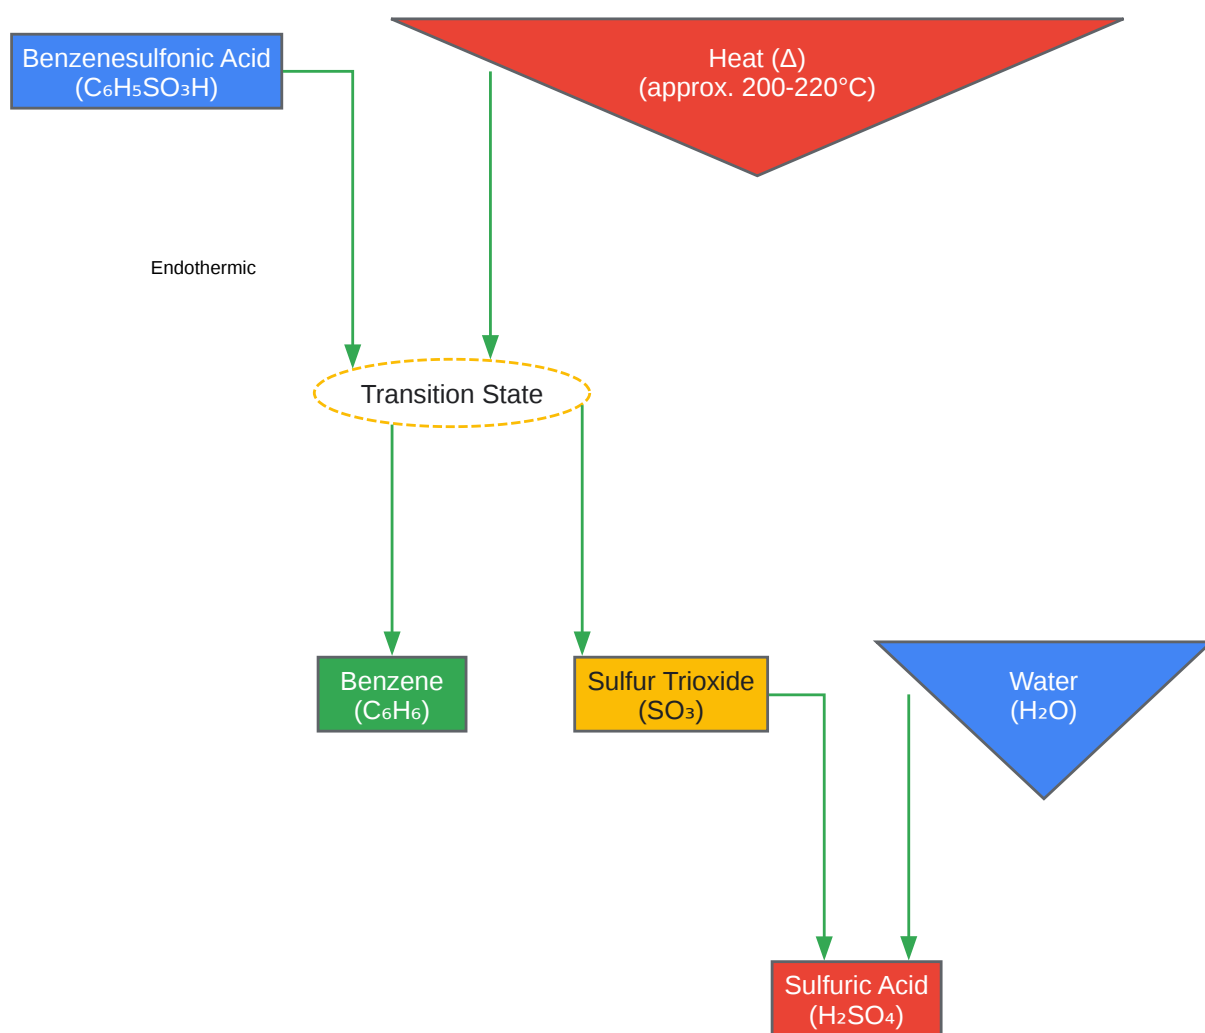 Benzenesulfonic Acid
(C₆H₅SO₃H)
Heat (Δ)
(approx. 200-220°C)
Endothermic
Transition State
Benzene
(C₆H₆)
Sulfur Trioxide
(SO₃)
Water
(H₂O)
Sulfuric Acid
(H₂SO₄)